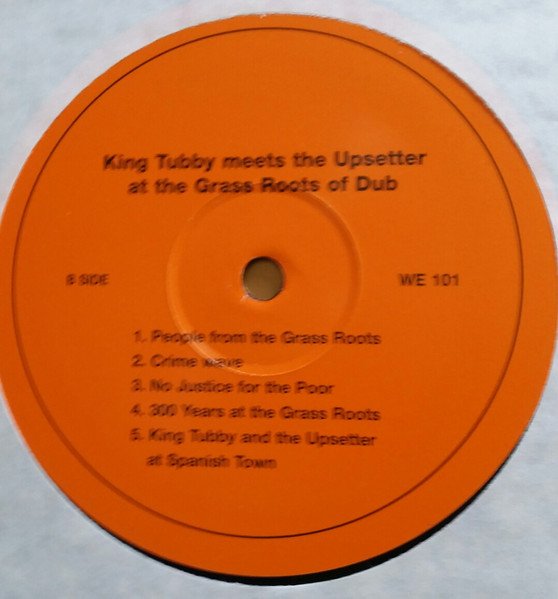 King Tubby meets the Upsetter
at the Grass Roots of Dub
B SIDE
WE 101
1. People from the Grass Roots
2. Crime wave
3. No Justice for the Poor
4. 300 Years at the Grass Roots
5. King Tubby and the Upsetter
at Spanish Town